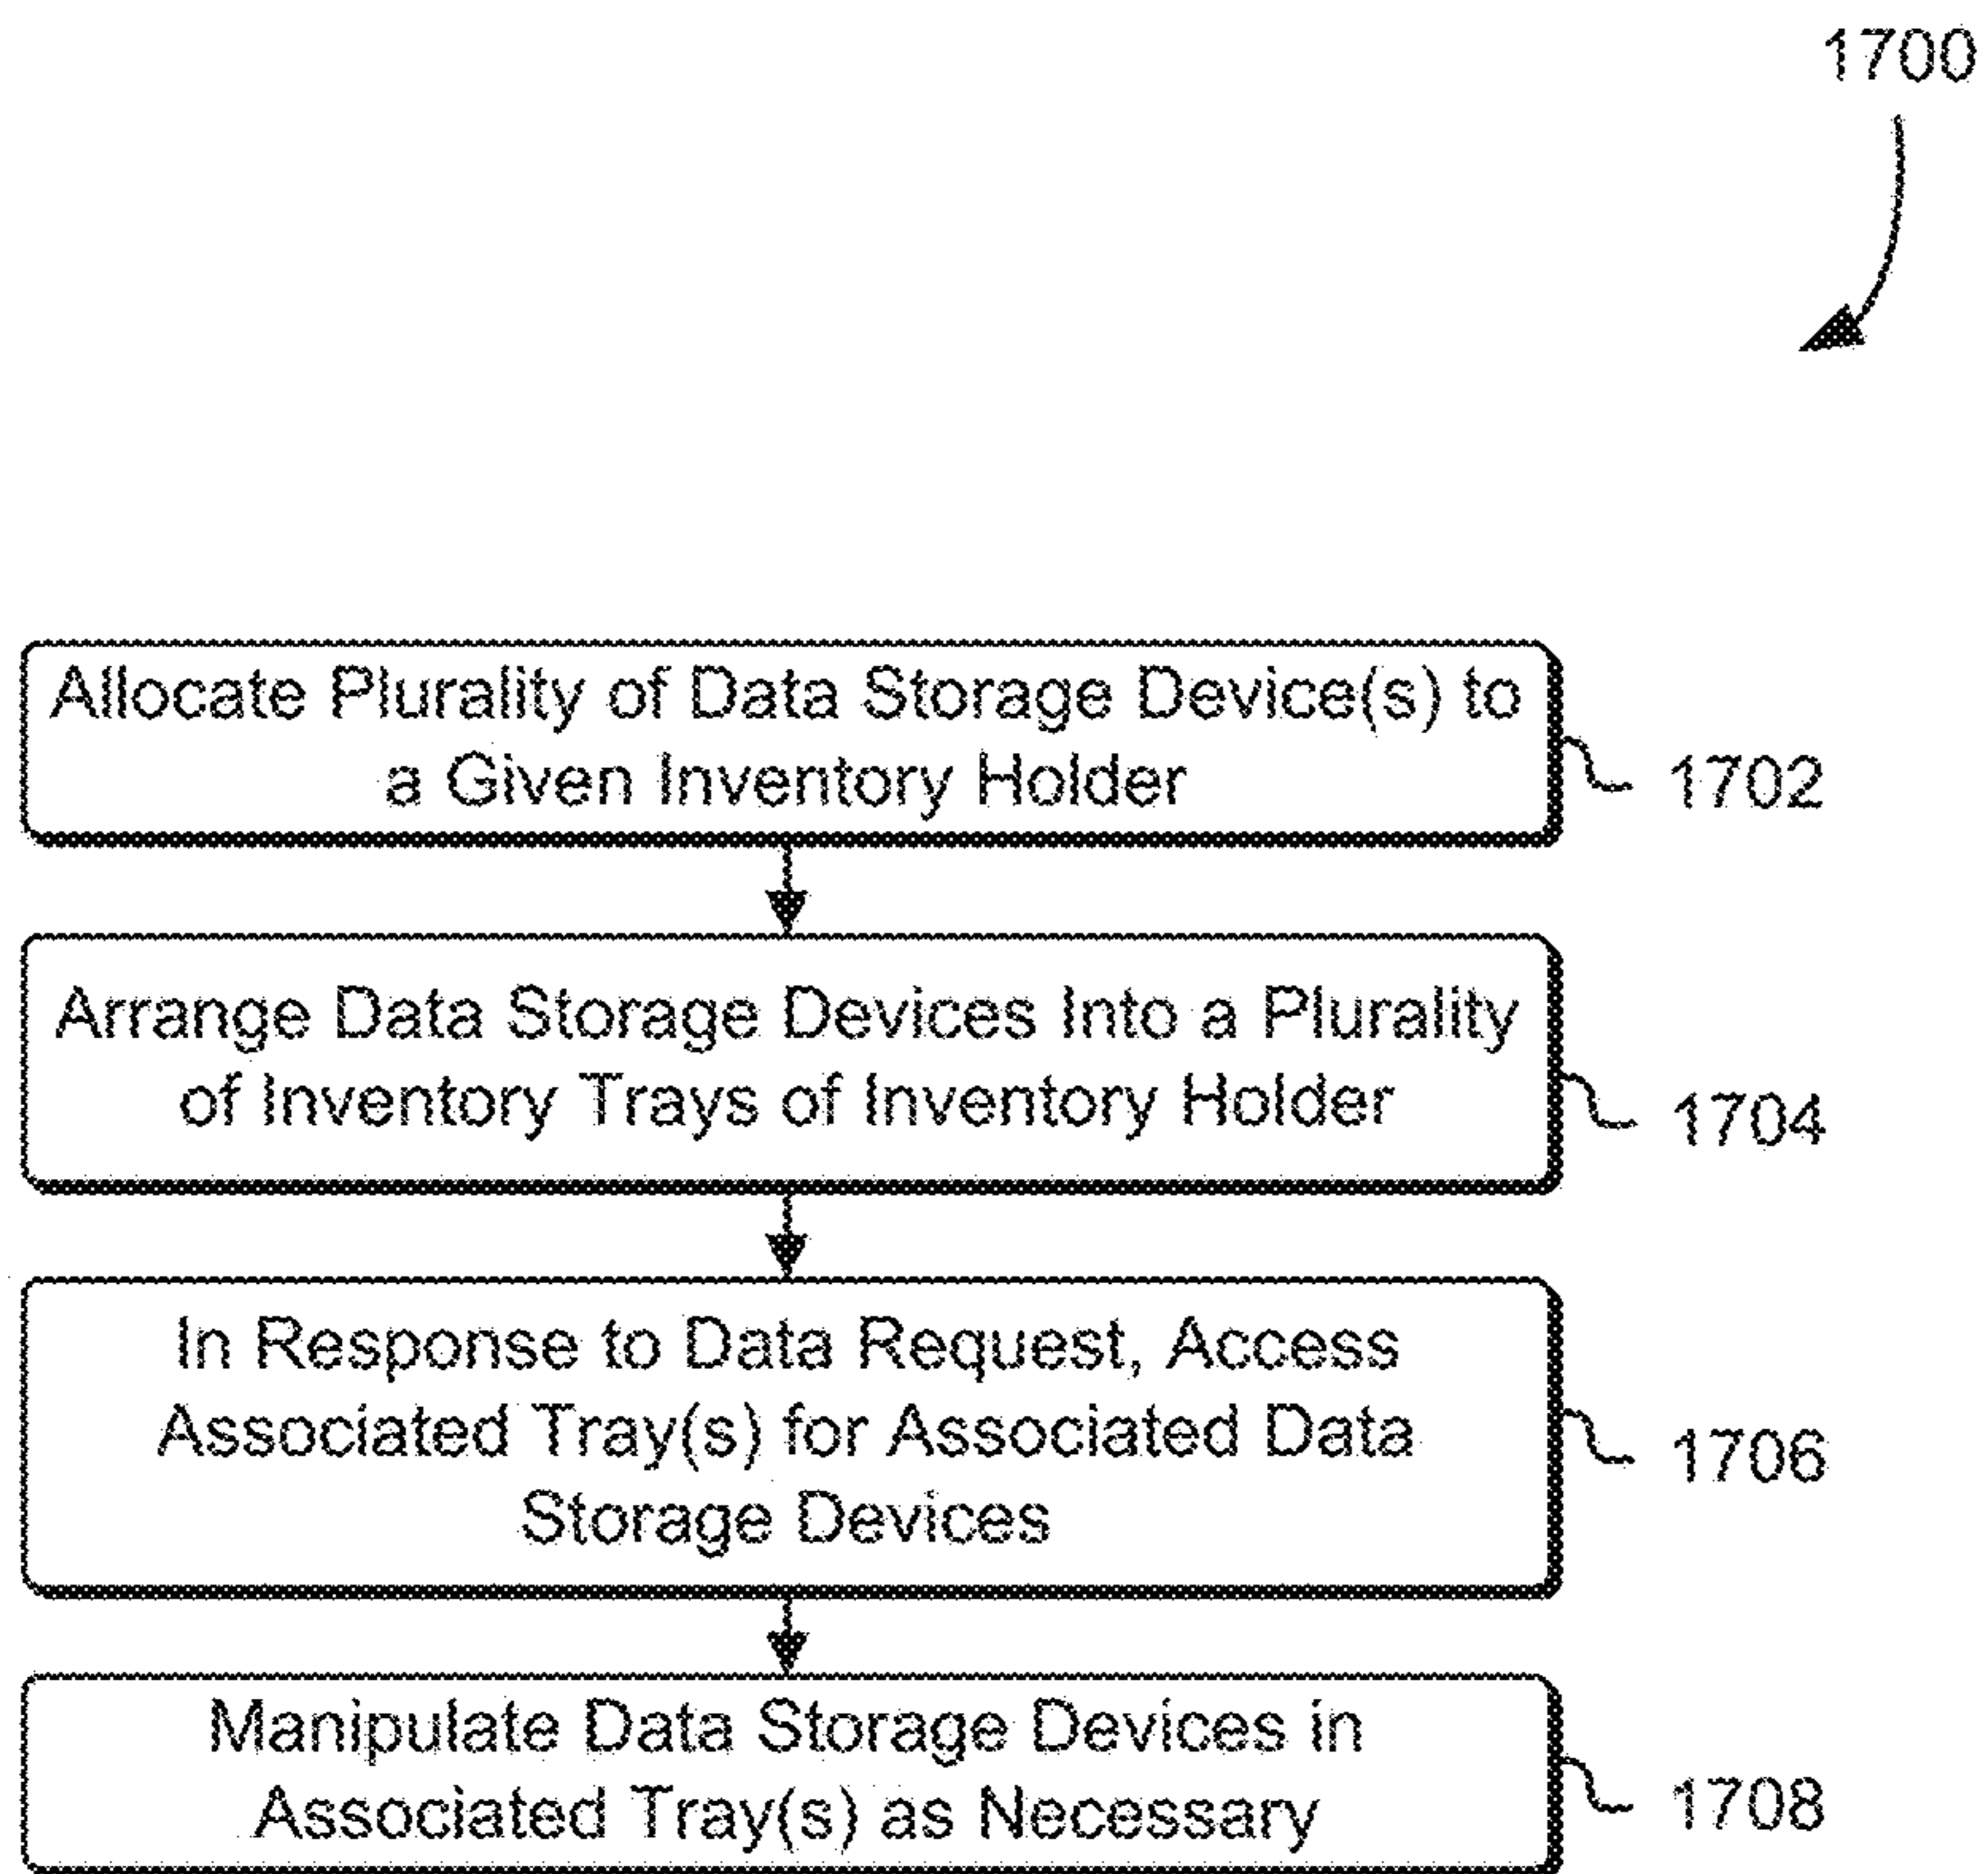 1700
Allocate Plurality of Data Storage Device(s) to
a Given Inventory Holder
1702
Arrange Data Storage Devices Into a Plurality
of Inventory Trays of Inventory Holder
1704
In Response to Data Request, Access
Associated Tray(s) for Associated Data
Storage Devices
1706
Manipulate Data Storage Devices in
Associated Tray(s) as Necessary
1708